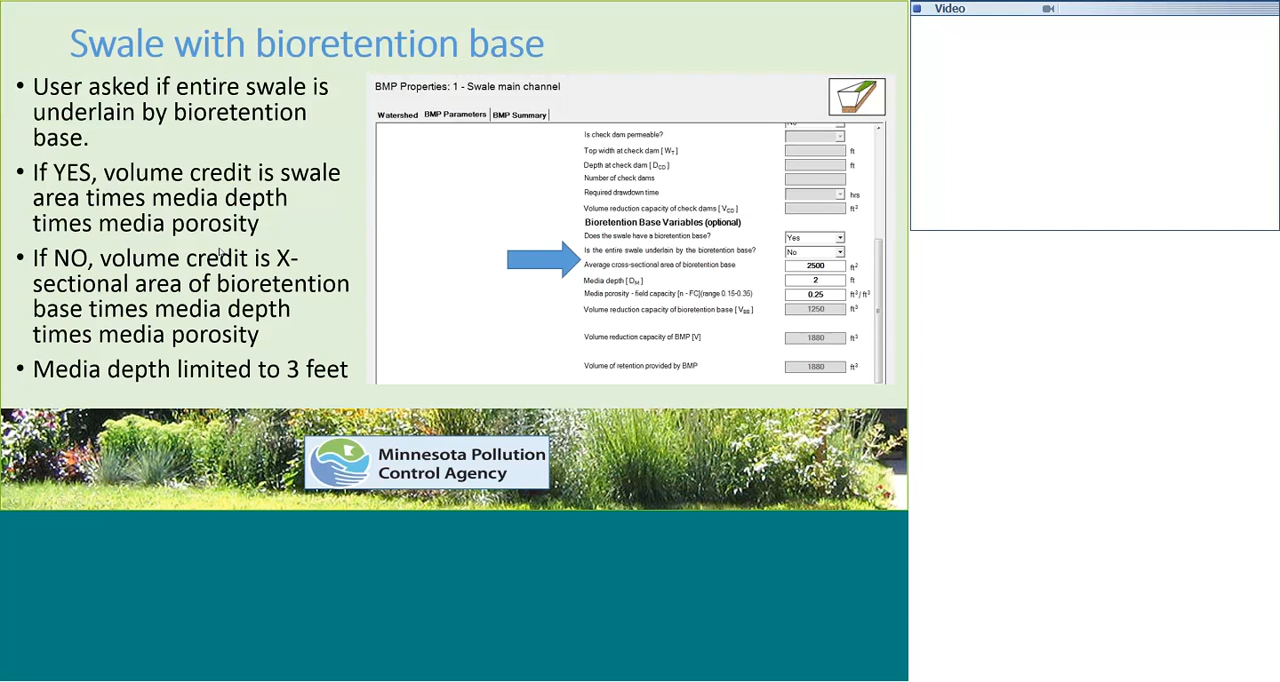 Video
Swale with bioretention base
• User asked if entire swale is
underlain by bioretention
base.
• If YES, volume credit is swale
area times media depth
times media porosity
• If NO, volume credit is X-
sectional area of bioretention
base times media depth
times media porosity
• Media depth limited to 3 feet
BMP Properties: 1 - Swale main channel
Watershed BMP Parameters BMP Summary
Is check dam permeable?
Top width at check dam [ WT ] ft
Depth at check dam [ DCD ] ft
Number of check dams
Required drawdown time hrs
Volume reduction capacity of check dams [ VCD ] ft³
Bioretention Base Variables (optional)
Does the swale have a bioretention base? Yes
Is the entire swale underlain by the bioretention base? No
Average cross-sectional area of bioretention base 2500 ft²
Media depth [ DM ] 2 ft
Media porosity - field capacity [n - FC](range 0.15-0.35) 0.25 ft³/ft³
Volume reduction capacity of bioretention base [ VBB ] 1250 ft³
Volume reduction capacity of BMP [V] 1880 ft³
Volume of retention provided by BMP 1880 ft³
Minnesota Pollution
Control Agency